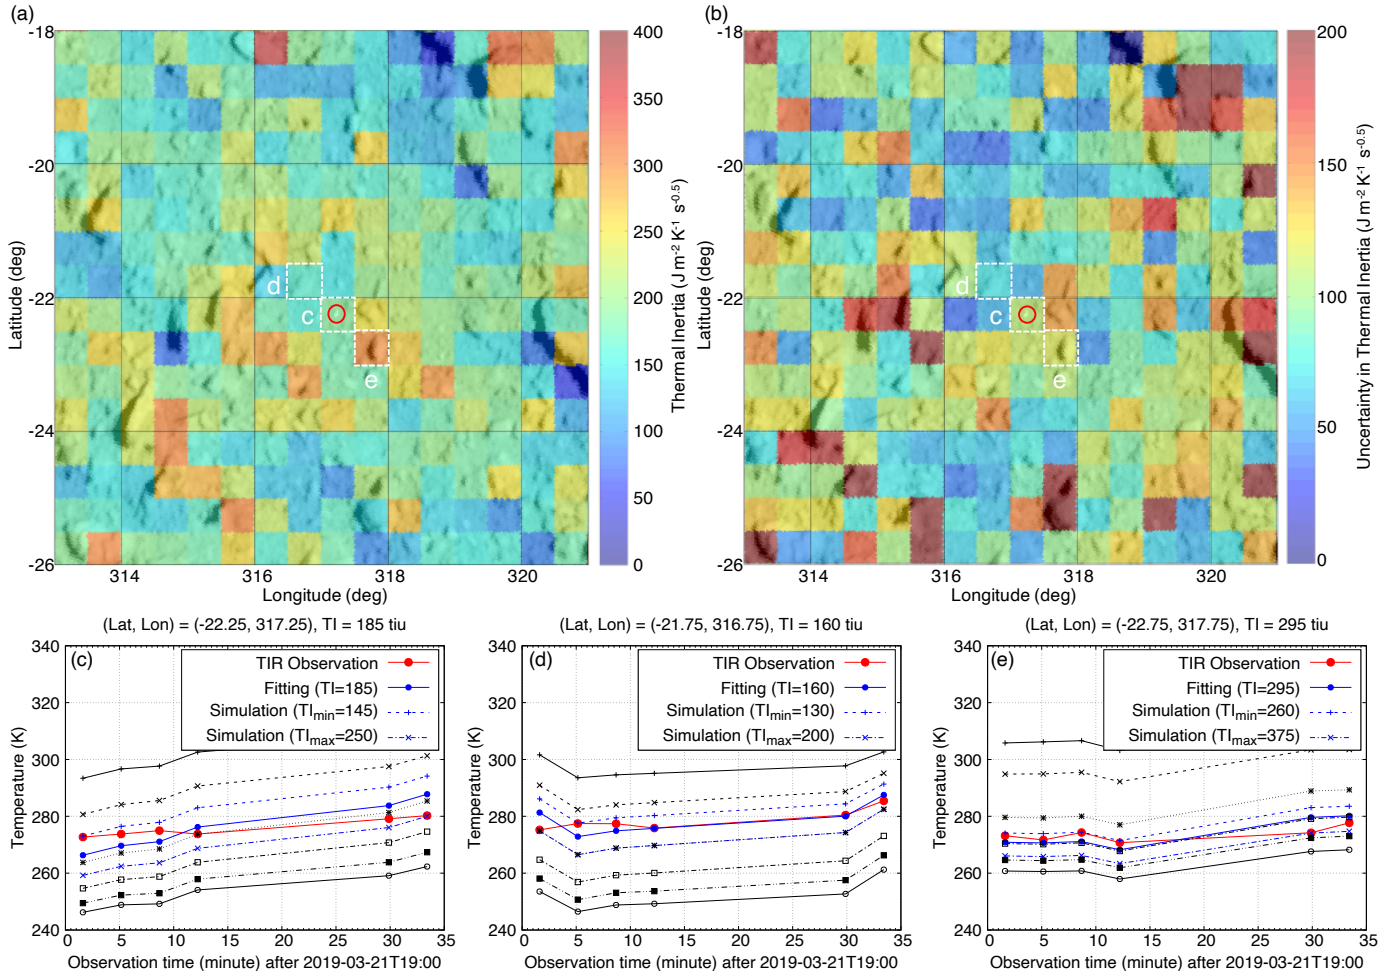 (a)
(b)
-18
-20
-22
-24
-26
314
316
318
320
Latitude (deg)
Longitude (deg)
d
c
e
400
350
300
250
200
150
100
50
0
Thermal Inertia (J m⁻² K⁻¹ s⁻⁰·⁵)
-18
-20
-22
-24
-26
314
316
318
320
Latitude (deg)
Longitude (deg)
d
c
e
200
150
100
50
0
Uncertainty in Thermal Inertia (J m⁻² K⁻¹ s⁻⁰·⁵)
(Lat, Lon) = (-22.25, 317.25), TI = 185 tiu
(c)
TIR Observation
Fitting (TI=185)
Simulation (TImin=145)
Simulation (TImax=250)
340
320
300
280
260
240
Temperature (K)
0 5 10 15 20 25 30 35
Observation time (minute) after 2019-03-21T19:00
(Lat, Lon) = (-21.75, 316.75), TI = 160 tiu
(d)
TIR Observation
Fitting (TI=160)
Simulation (TImin=130)
Simulation (TImax=200)
340
320
300
280
260
240
Temperature (K)
0 5 10 15 20 25 30 35
Observation time (minute) after 2019-03-21T19:00
(Lat, Lon) = (-22.75, 317.75), TI = 295 tiu
(e)
TIR Observation
Fitting (TI=295)
Simulation (TImin=260)
Simulation (TImax=375)
340
320
300
280
260
240
Temperature (K)
0 5 10 15 20 25 30 35
Observation time (minute) after 2019-03-21T19:00